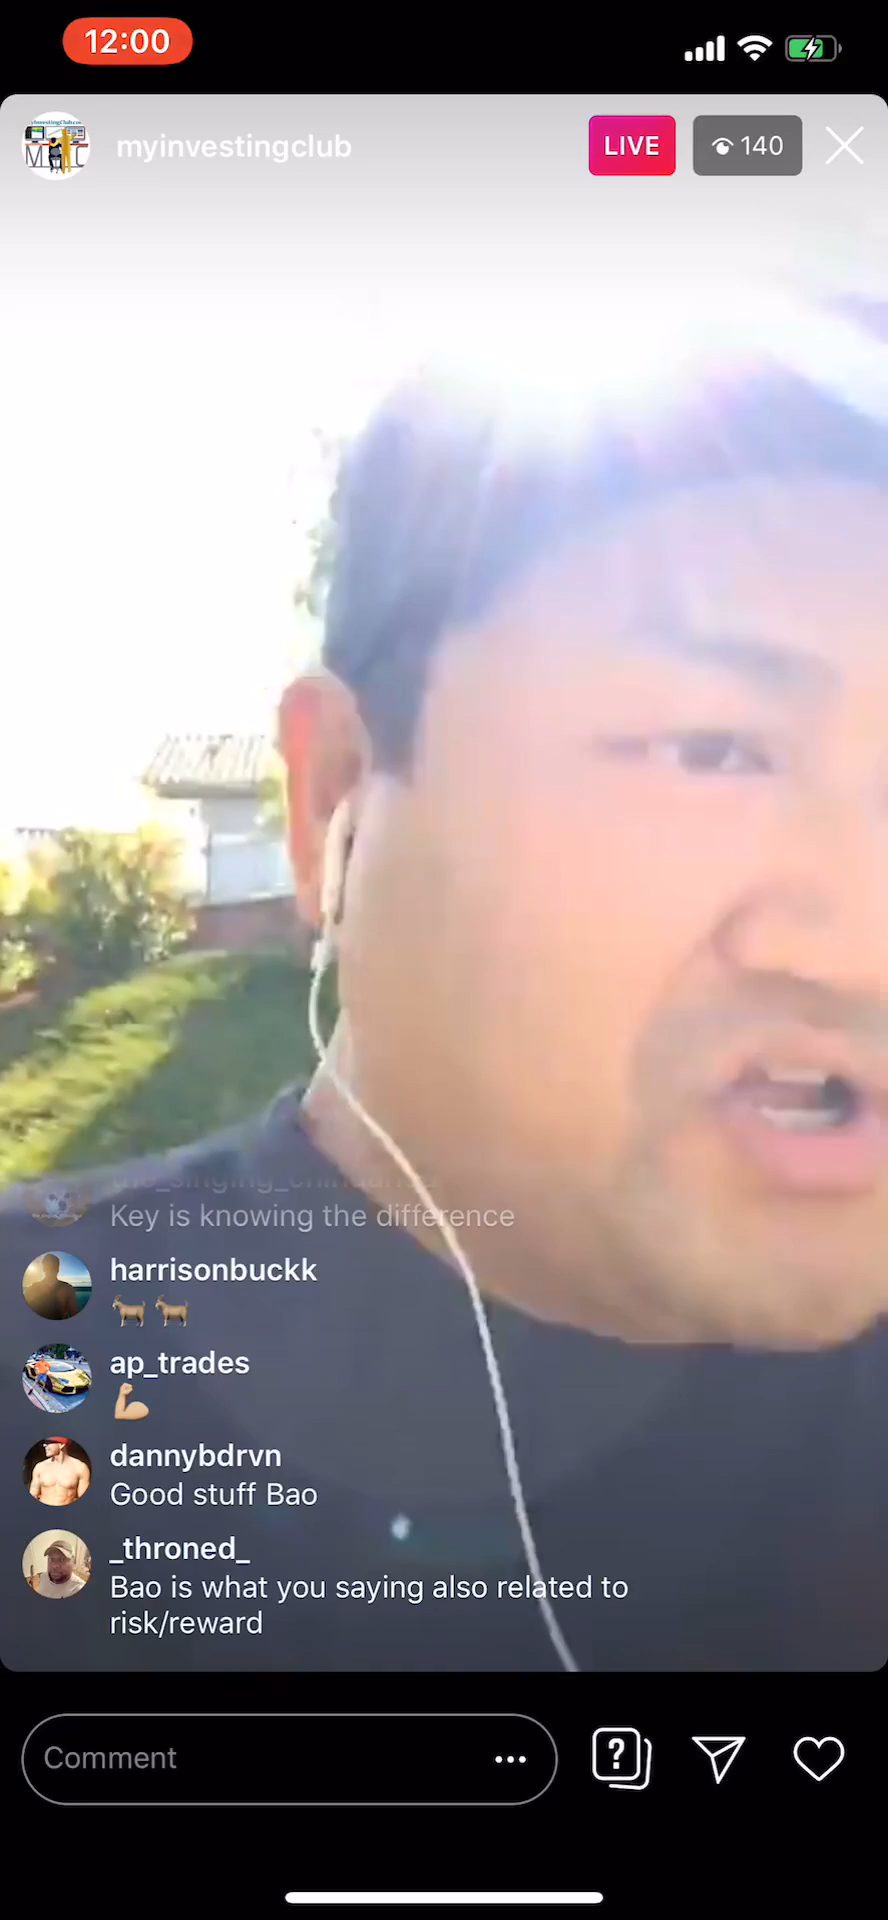 12:00
myinvestingclub
LIVE
140
the_singing_chihuahua
Key is knowing the difference
harrisonbuckk
🐐🐐
ap_trades
💪🏼
dannybdrvn
Good stuff Bao
_throned_
Bao is what you saying also related to
risk/reward
Comment